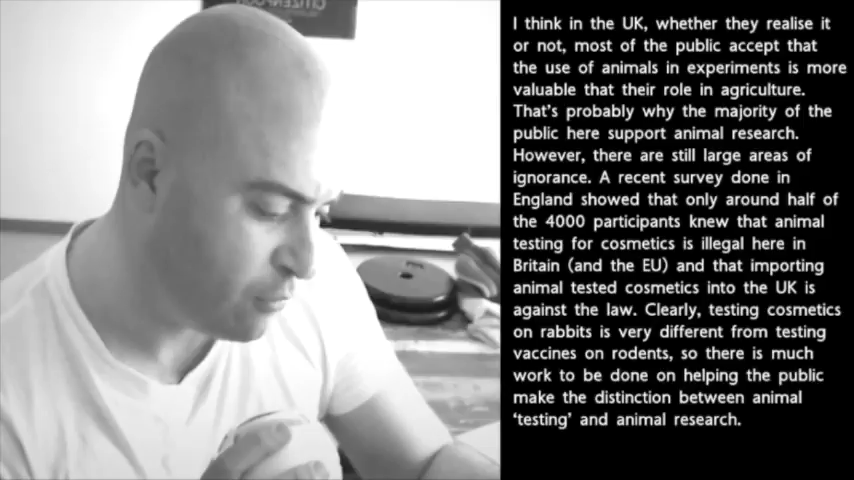 I think in the UK, whether they realise it
or not, most of the public accept that
the use of animals in experiments is more
valuable that their role in agriculture.
That's probably why the majority of the
public here support animal research.
However, there are still large areas of
ignorance. A recent survey done in
England showed that only around half of
the 4000 participants knew that animal
testing for cosmetics is illegal here in
Britain (and the EU) and that importing
animal tested cosmetics into the UK is
against the law. Clearly, testing cosmetics
on rabbits is very different from testing
vaccines on rodents, so there is much
work to be done on helping the public
make the distinction between animal
'testing' and animal research.